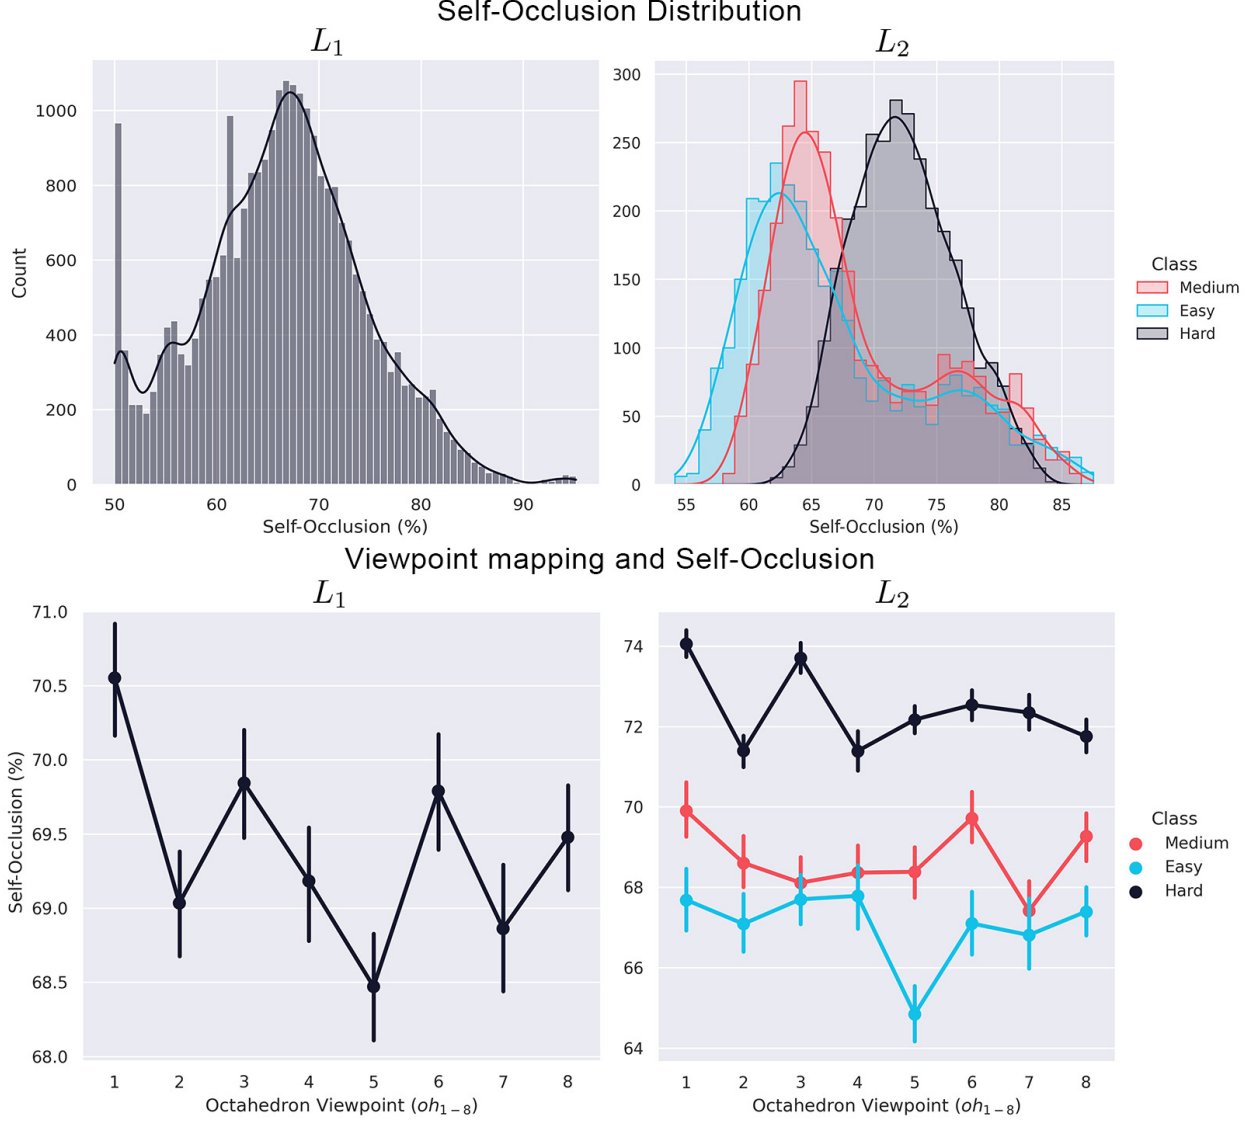 Self-Occlusion Distribution
L1
L2
1000
800
600
400
200
0
Count
50 60 70 80 90
Self-Occlusion (%)
300
250
200
150
100
50
0
55 60 65 70 75 80 85
Self-Occlusion (%)
Class
Medium
Easy
Hard
Viewpoint mapping and Self-Occlusion
L1
L2
71.0
70.5
70.0
69.5
69.0
68.5
68.0
Self-Occlusion (%)
1 2 3 4 5 6 7 8
Octahedron Viewpoint (oh1−8)
74
72
70
68
66
64
1 2 3 4 5 6 7 8
Octahedron Viewpoint (oh1−8)
Class
Medium
Easy
Hard